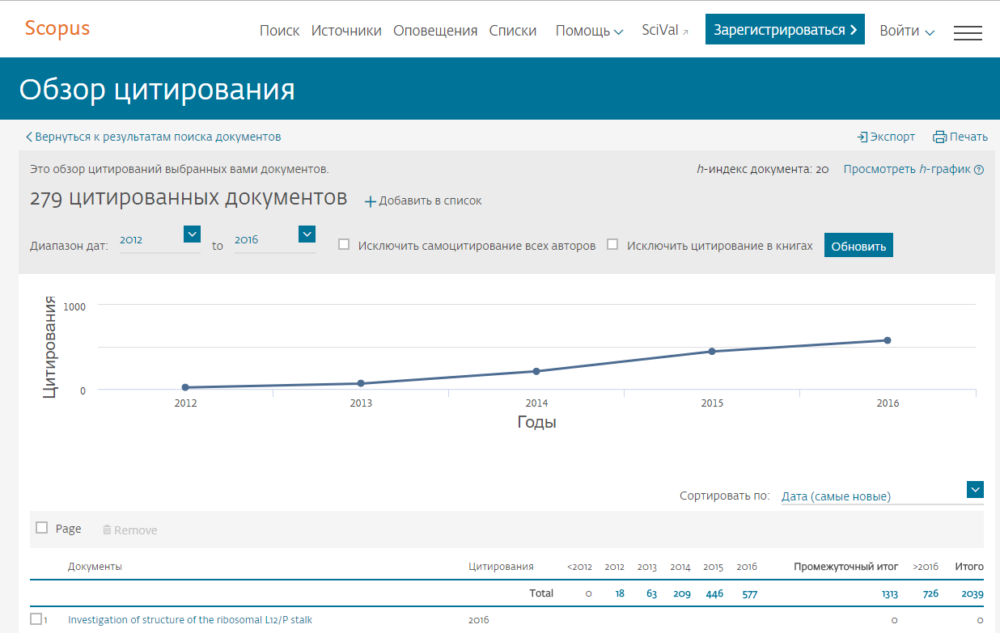 Scopus
Поиск Источники Оповещения Списки Помощь SciVal Зарегистрироваться Войти
Обзор цитирования
Вернуться к результатам поиска документов Экспорт Печать
Это обзор цитирований выбранных вами документов. h-индекс документа: 20 Просмотреть h-график
279 цитированных документов Добавить в список
Диапазон дат: 2012 to 2016 Исключить самоцитирование всех авторов Исключить цитирование в книгах Обновить
Цитирования
1000
0
2012 2013 2014 2015 2016
Годы
Сортировать по: Дата (самые новые)
Page Remove
Документы Цитирования <2012 2012 2013 2014 2015 2016 Промежуточный итог >2016 Итого
Total 0 18 63 209 446 577 1313 726 2039
1 Investigation of structure of the ribosomal L12/P stalk 2016 0 0